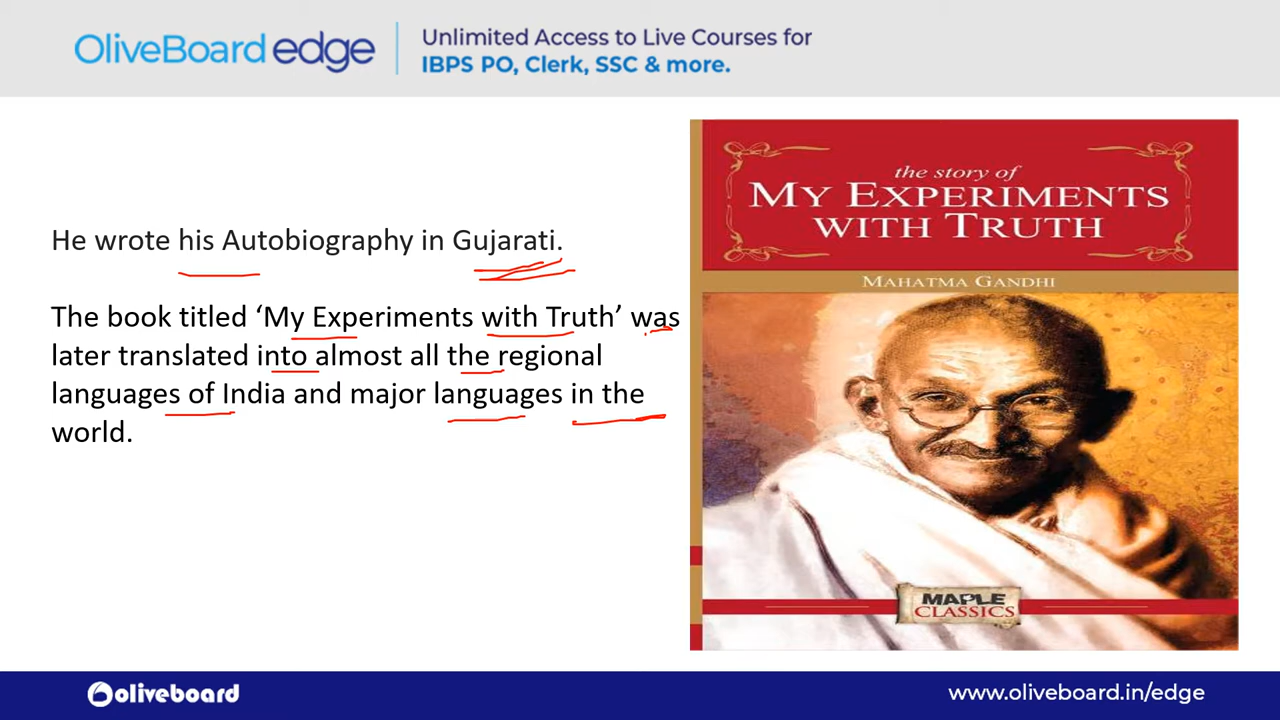 OliveBoard edge
Unlimited Access to Live Courses for
IBPS PO, Clerk, SSC & more.
He wrote his Autobiography in Gujarati.
The book titled ‘My Experiments with Truth’ was
later translated into almost all the regional
languages of India and major languages in the
world.
the story of
MY EXPERIMENTS
WITH TRUTH
MAHATMA GANDHI
MAPLE
CLASSICS
oliveboard
www.oliveboard.in/edge